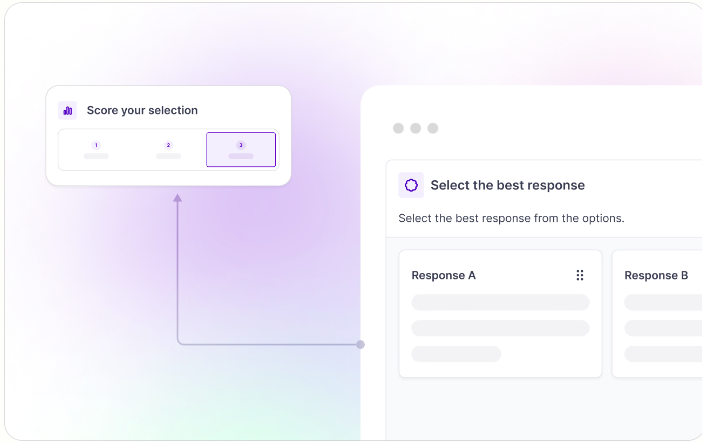 Score your selection
1 2 3
Select the best response
Select the best response from the options.
Response A
Response B